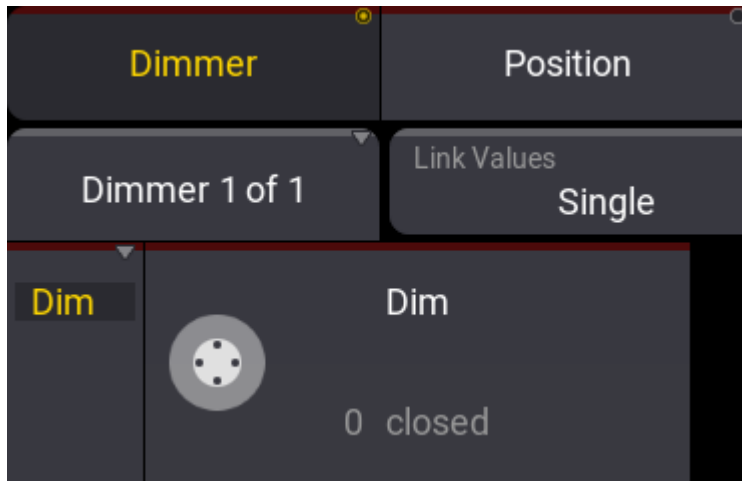 Dimmer
Position
Dimmer 1 of 1
Link Values
Single
Dim
Dim
0 closed